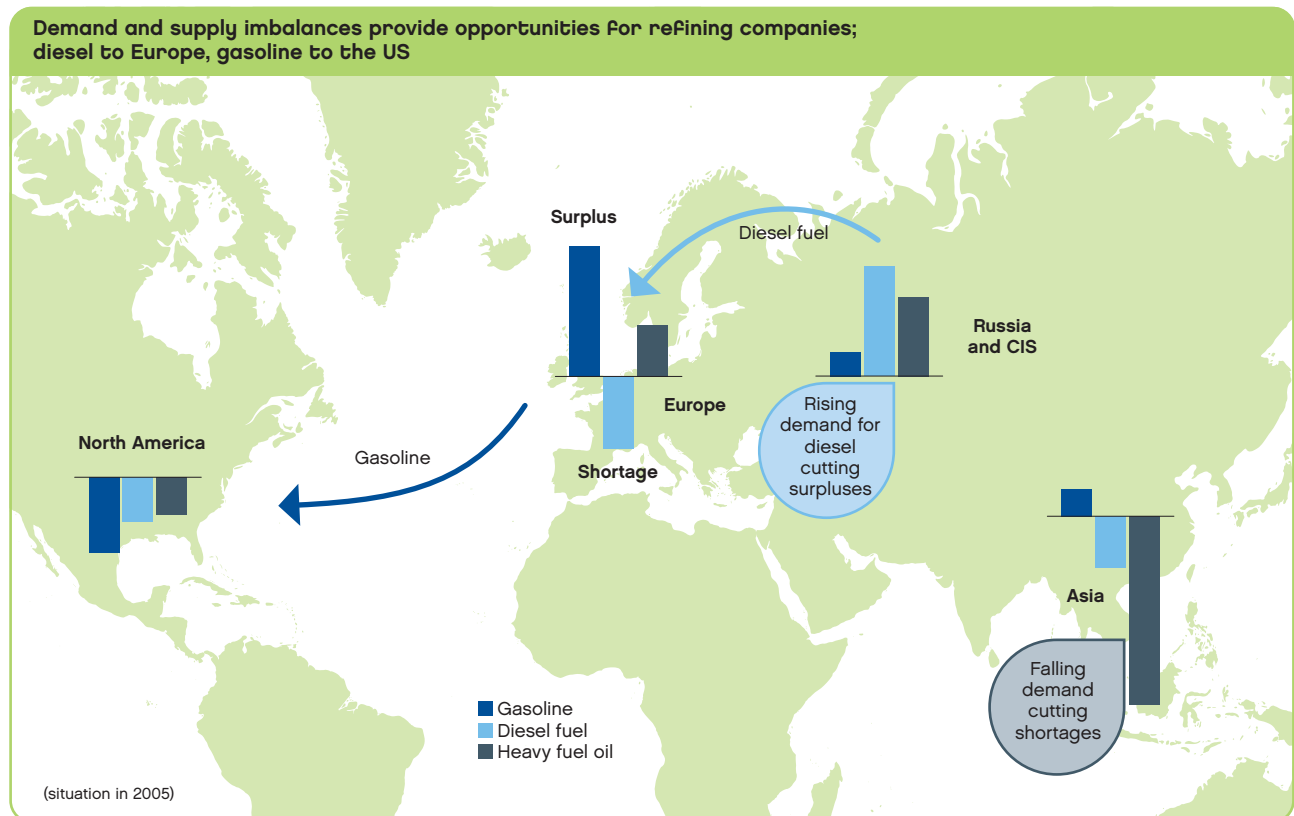 Demand and supply imbalances provide opportunities for refining companies;
diesel to Europe, gasoline to the US
Surplus
Diesel fuel
Russia
and CIS
Europe
Rising
demand for
diesel
cutting
surpluses
North America
Gasoline
Shortage
Asia
Falling
demand
cutting
shortages
Gasoline
Diesel fuel
Heavy fuel oil
(situation in 2005)